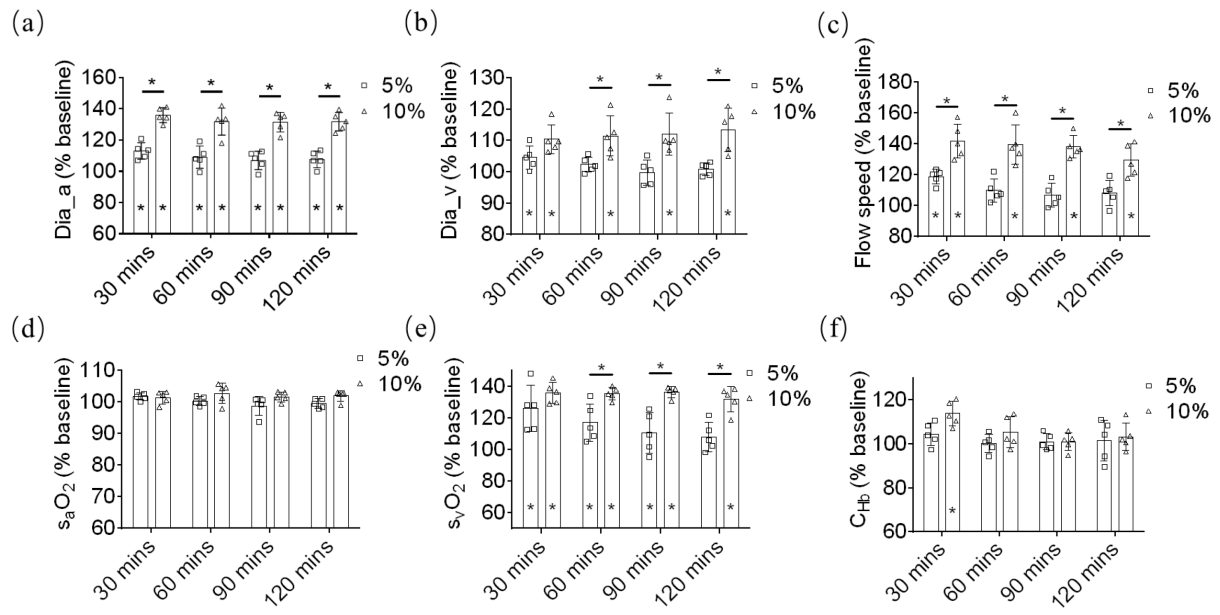 (a)
Dia_a (% baseline)
160
140
120
100
80
60
* * * *
* * * * * * * *
5%
10%
30 mins
60 mins
90 mins
120 mins
(b)
Dia_v (% baseline)
130
120
110
100
90
80
* * *
* * * * *
5%
10%
30 mins
60 mins
90 mins
120 mins
(c)
Flow speed (% baseline)
180
160
140
120
100
80
* * * *
* * * * *
5%
10%
30 mins
60 mins
90 mins
120 mins
(d)
saO2 (% baseline)
110
100
90
80
70
60
5%
10%
30 mins
60 mins
90 mins
120 mins
(e)
svO2 (% baseline)
140
120
100
80
60
* * *
* * * * * *
5%
10%
30 mins
60 mins
90 mins
120 mins
(f)
CHb (% baseline)
120
100
80
60
*
5%
10%
30 mins
60 mins
90 mins
120 mins